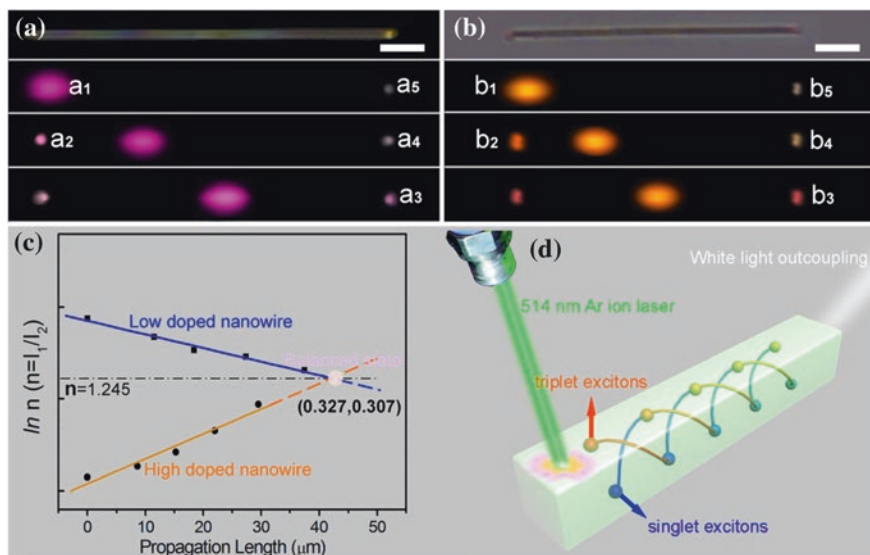 (a)
a₁
a₅
a₂
a₄
a₃
(b)
b₁
b₅
b₂
b₄
b₃
(c)
ln n (n=I₁/I₂)
Low doped nanowire
Balanced state
n=1.245
(0.327,0.307)
High doped nanowire
0 10 20 30 40 50
Propagation Length (μm)
(d)
White light outcoupling
514 nm Ar ion laser
triplet excitons
singlet excitons